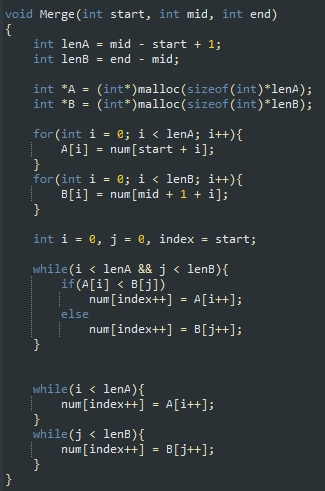 void Merge(int start, int mid, int end)
{
    int lenA = mid - start + 1;
    int lenB = end - mid;

    int *A = (int*)malloc(sizeof(int)*lenA);
    int *B = (int*)malloc(sizeof(int)*lenB);

    for(int i = 0; i < lenA; i++){
        A[i] = num[start + i];
    }
    for(int i = 0; i < lenB; i++){
        B[i] = num[mid + 1 + i];
    }

    int i = 0, j = 0, index = start;

    while(i < lenA && j < lenB){
        if(A[i] < B[j])
            num[index++] = A[i++];
        else
            num[index++] = B[j++];
    }


    while(i < lenA){
        num[index++] = A[i++];
    }
    while(j < lenB){
        num[index++] = B[j++];
    }
}